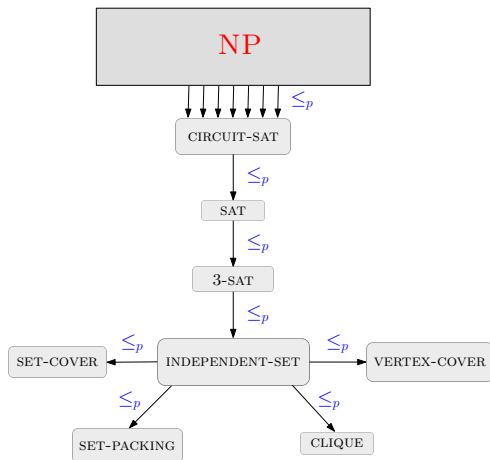 NP
≤p
CIRCUIT-SAT
≤p
SAT
≤p
3-SAT
≤p
≤p
≤p
SET-COVER
INDEPENDENT-SET
VERTEX-COVER
≤p
≤p
SET-PACKING
CLIQUE